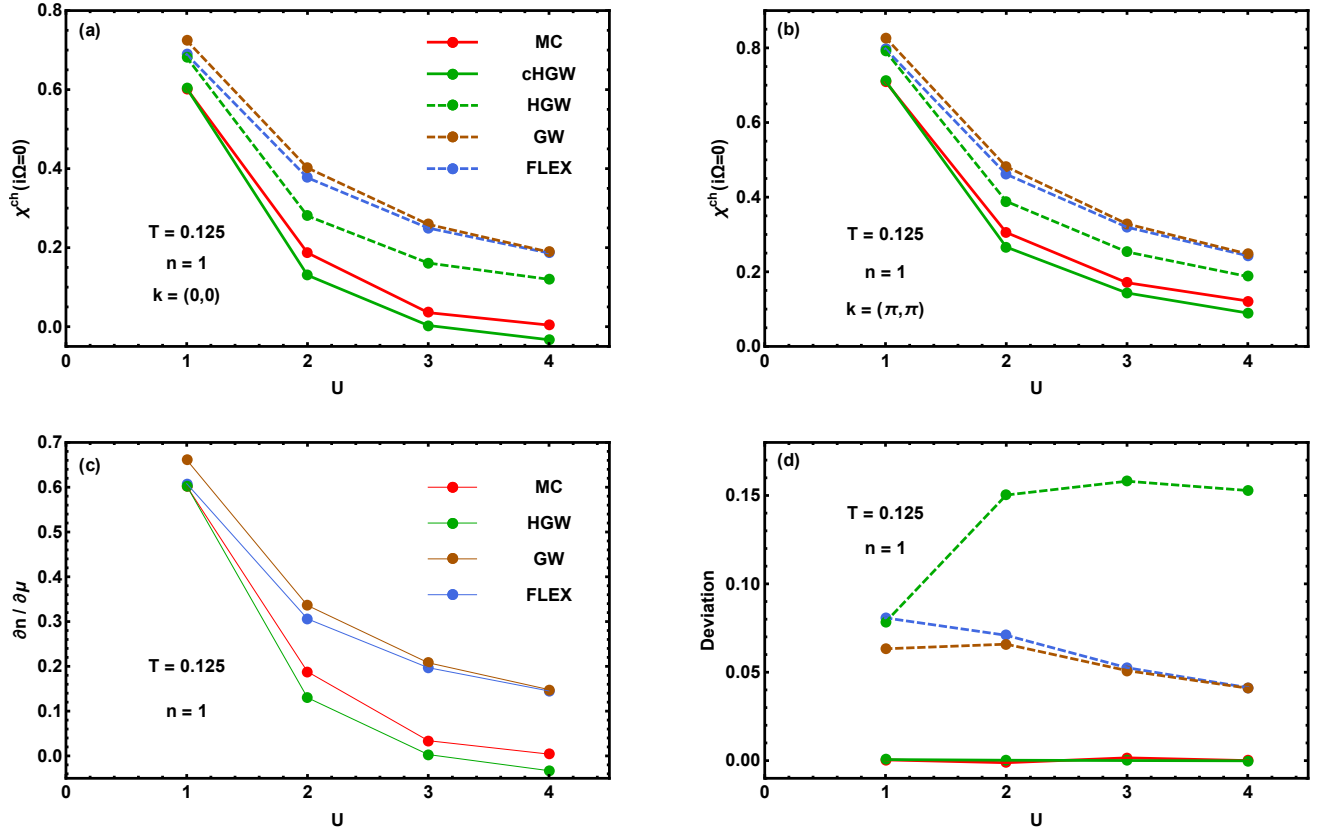 (a)
0.8
0.6
0.4
0.2
0.0
χ^ch(iΩ=0)
MC
cHGW
HGW
GW
FLEX
T = 0.125
n = 1
k = (0,0)
0 1 2 3 4
U
(b)
0.8
0.6
0.4
0.2
0.0
χ^ch(iΩ=0)
T = 0.125
n = 1
k = (π,π)
0 1 2 3 4
U
(c)
0.7
0.6
0.5
0.4
0.3
0.2
0.1
0.0
∂n / ∂μ
MC
HGW
GW
FLEX
T = 0.125
n = 1
0 1 2 3 4
U
(d)
0.15
0.10
0.05
0.00
Deviation
T = 0.125
n = 1
0 1 2 3 4
U